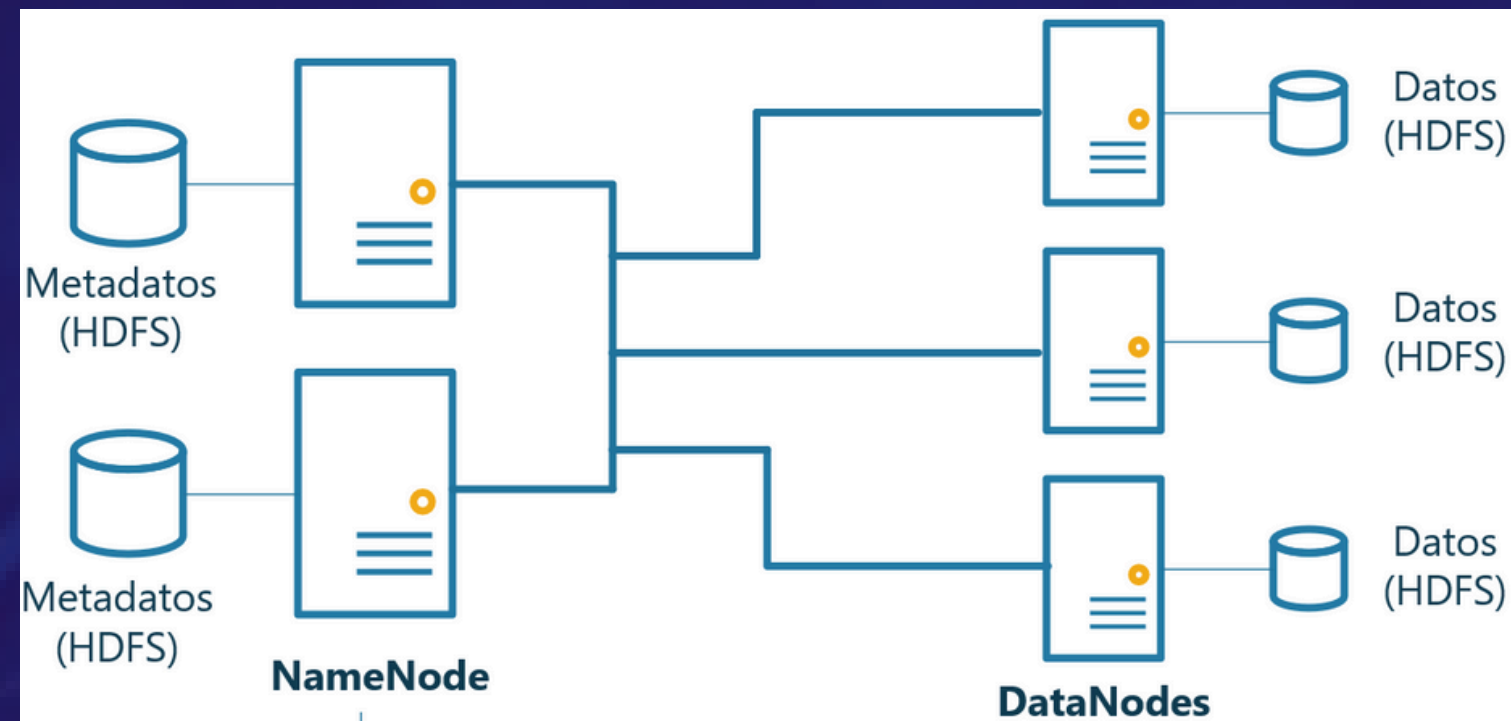 Metadatos
(HDFS)
Metadatos
(HDFS)
NameNode
Datos
(HDFS)
Datos
(HDFS)
Datos
(HDFS)
DataNodes